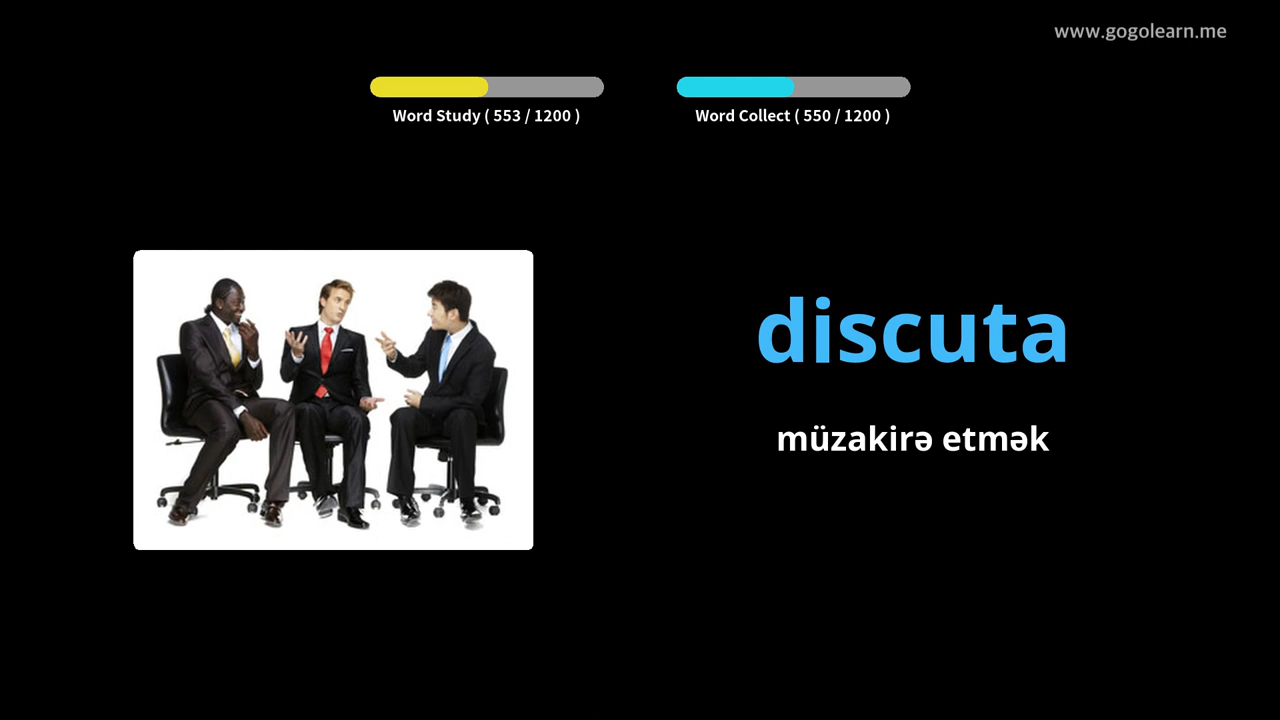 www.gogolearn.me
Word Study ( 553 / 1200 )
Word Collect ( 550 / 1200 )
discuta
müzakirə etmək